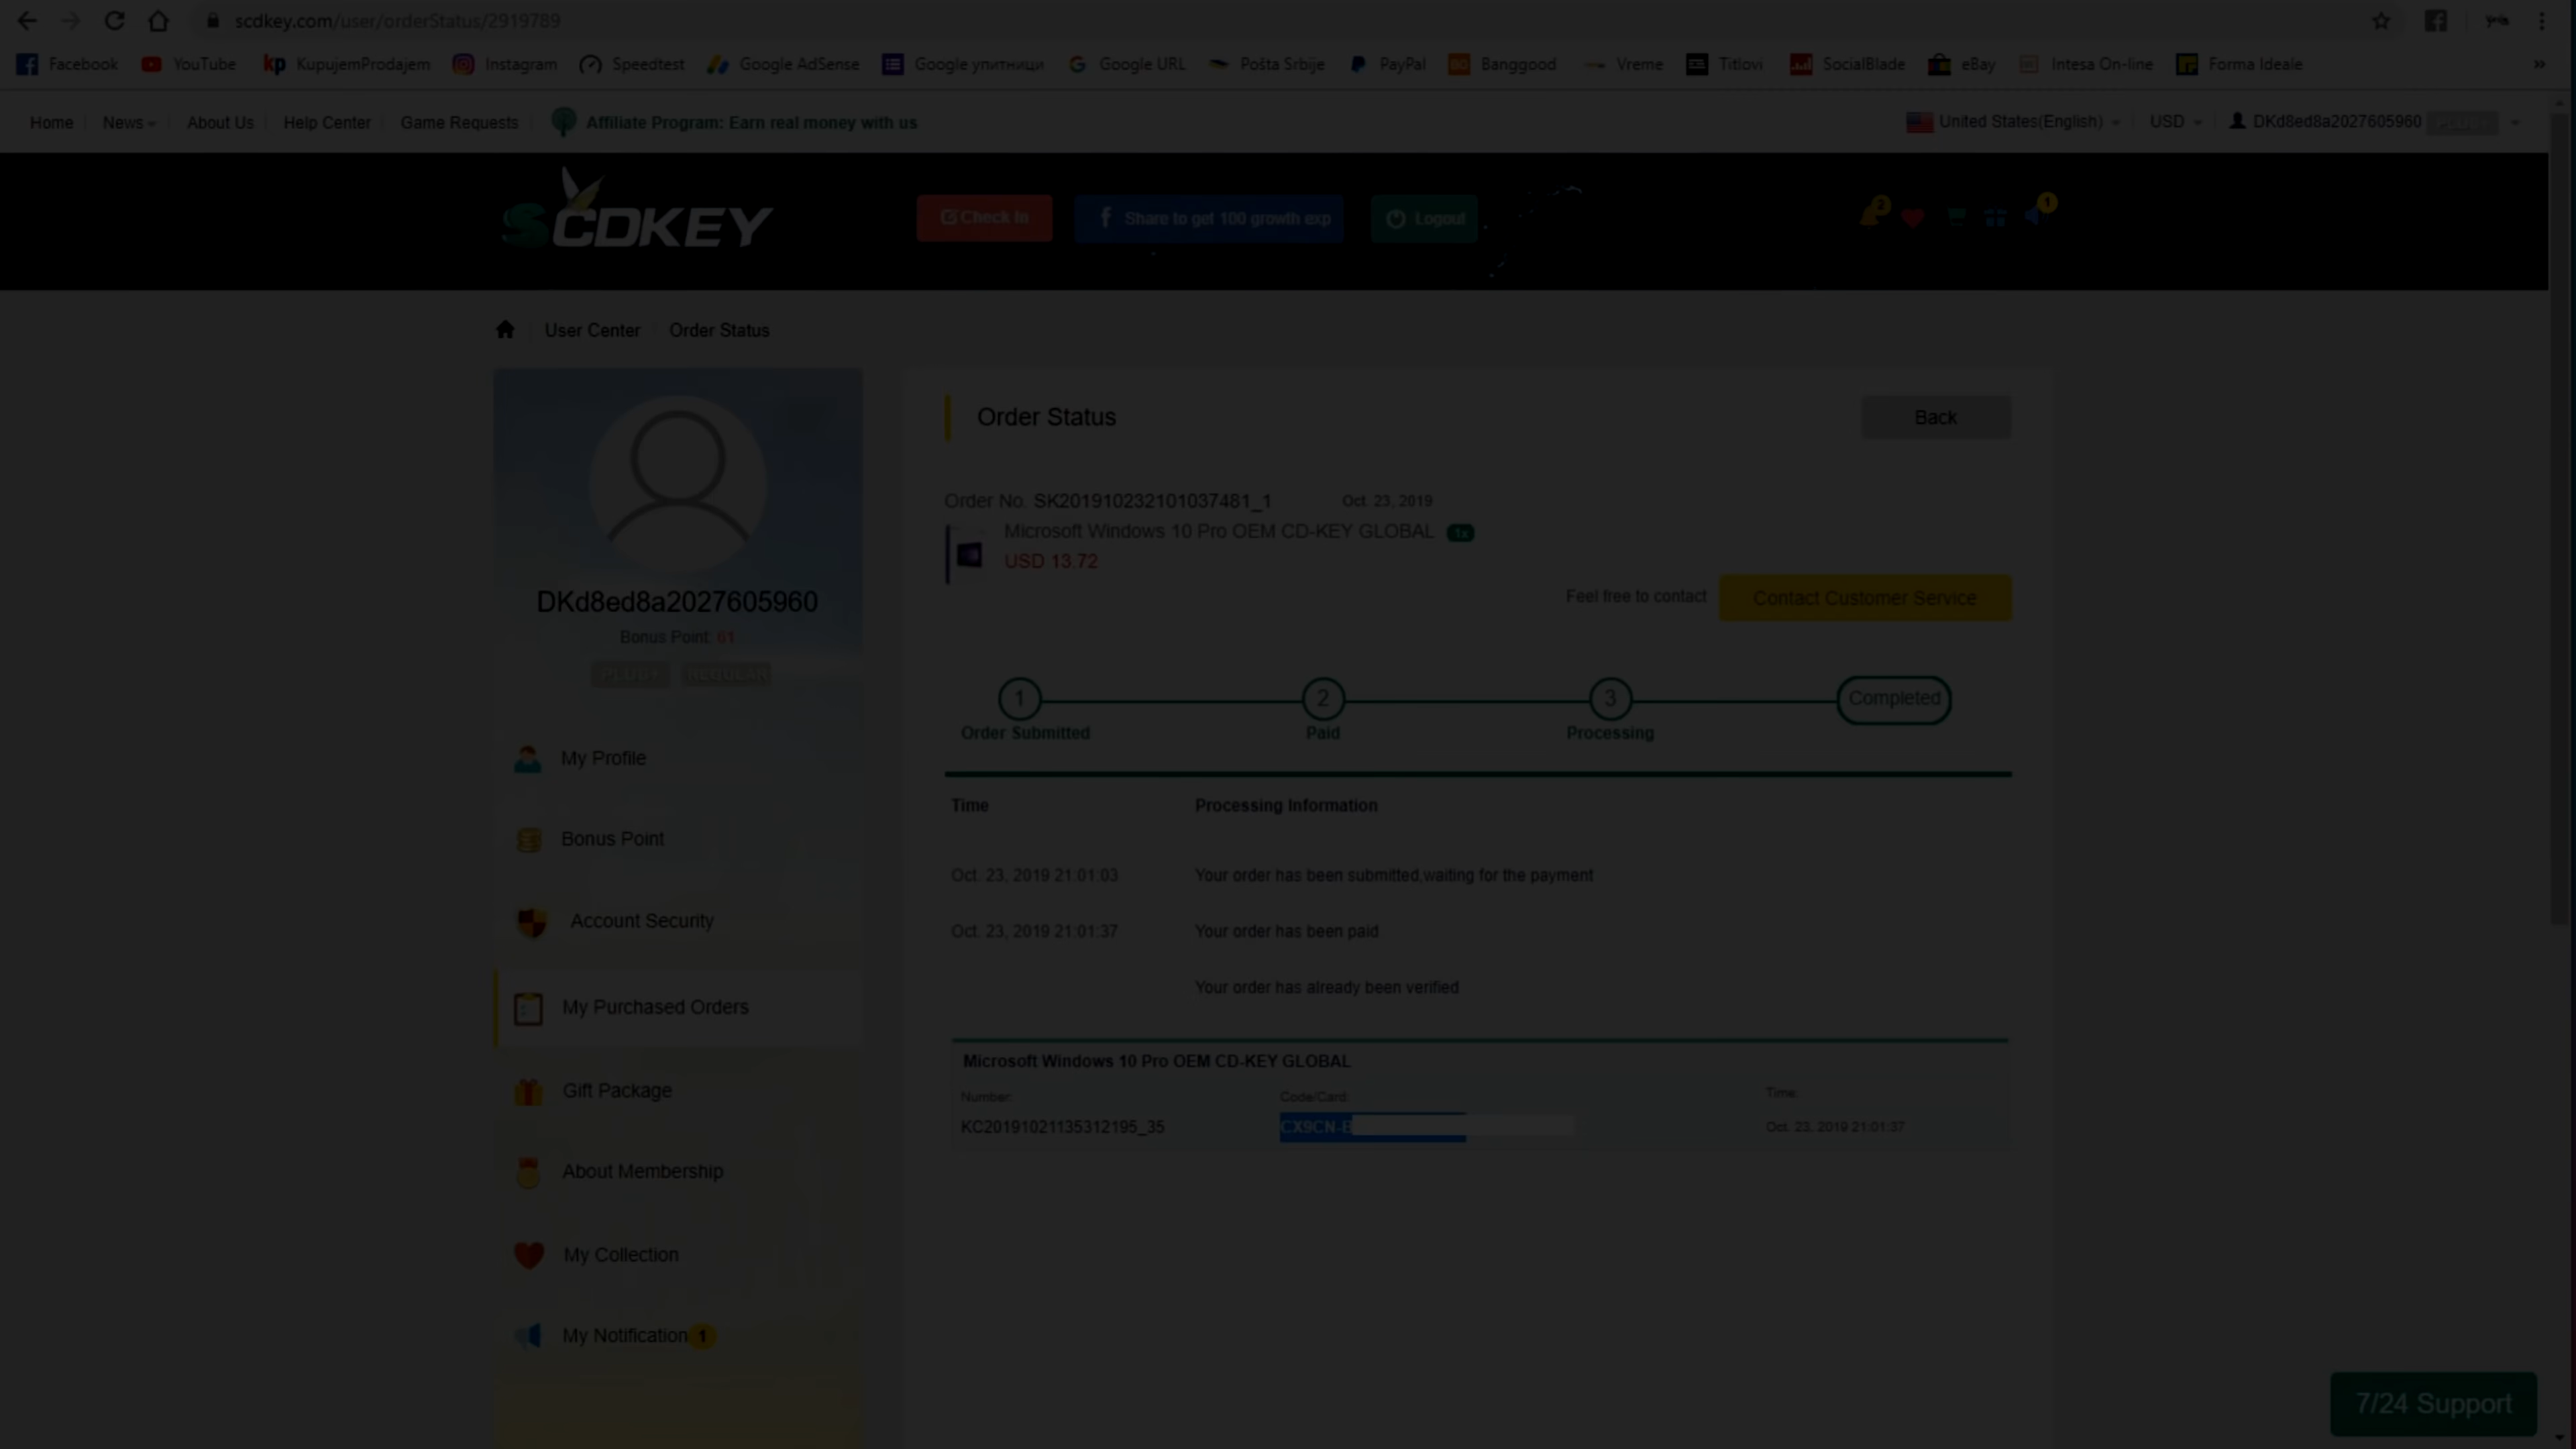 scdkey.com/user/orderStatus/2919789
Facebook YouTube KupujemProdajem Instagram Speedtest Google AdSense Google упитници Google URL Pošta Srbije PayPal Banggood Vreme Titlovi SocialBlade eBay Intesa On-line Forma Ideale »
Home News About Us Help Center Game Requests Affiliate Program: Earn real money with us United States(English) USD DKd8ed8a2027605960
SCDKEY Check In Share to get 100 growth exp Logout 2 1
User Center Order Status
Order Status Back
Order No. SK201910232101037481_1 Oct. 23, 2019
Microsoft Windows 10 Pro OEM CD-KEY GLOBAL 1x
USD 13.72
Feel free to contact Contact Customer Service
DKd8ed8a2027605960
Bonus Point: 61
REGULAR
1 2 3 Completed
Order Submitted Paid Processing
My Profile
Bonus Point
Account Security
My Purchased Orders
Gift Package
About Membership
My Collection
My Notification 1
Time Processing Information
Oct. 23, 2019 21:01:03 Your order has been submitted,waiting for the payment
Oct. 23, 2019 21:01:37 Your order has been paid
Your order has already been verified
Microsoft Windows 10 Pro OEM CD-KEY GLOBAL
Number: Code/Card: Time:
KC20191021135312195_35 CX9CN-B Oct. 23, 2019 21:01:37
7/24 Support